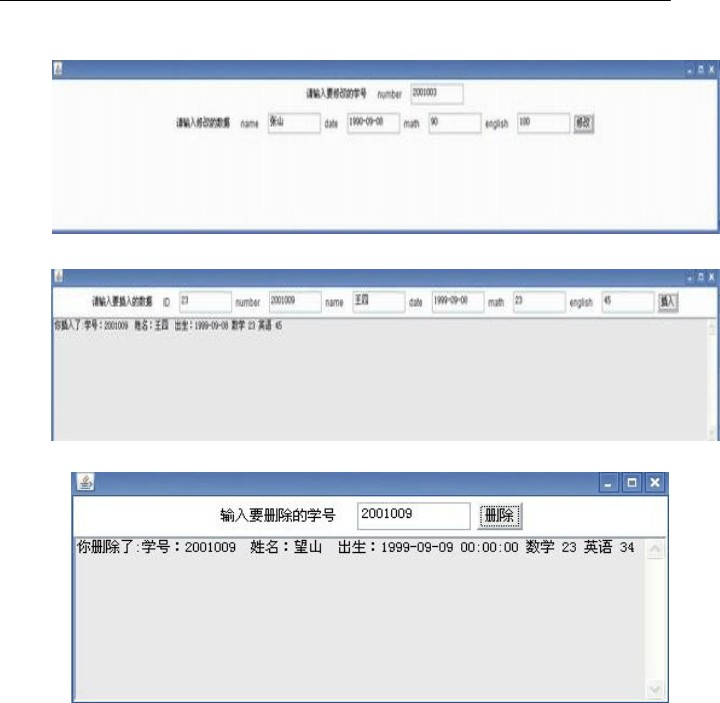 请输入要修改的学号 number 2001003
请输入修改的数据 name 张山 date 1990-09-08 math 90 english 100 修改
请输入要插入的数据 ID 23 number 2001009 name 王四 date 1999-09-08 math 23 english 45 插入
你插入了:学号：2001009 姓名：王四 出生：1999-09-08 数学 23 英语 45
输入要删除的学号 2001009 删除
你删除了:学号：2001009 姓名：望山 出生：1999-09-09 00:00:00 数学 23 英语 34